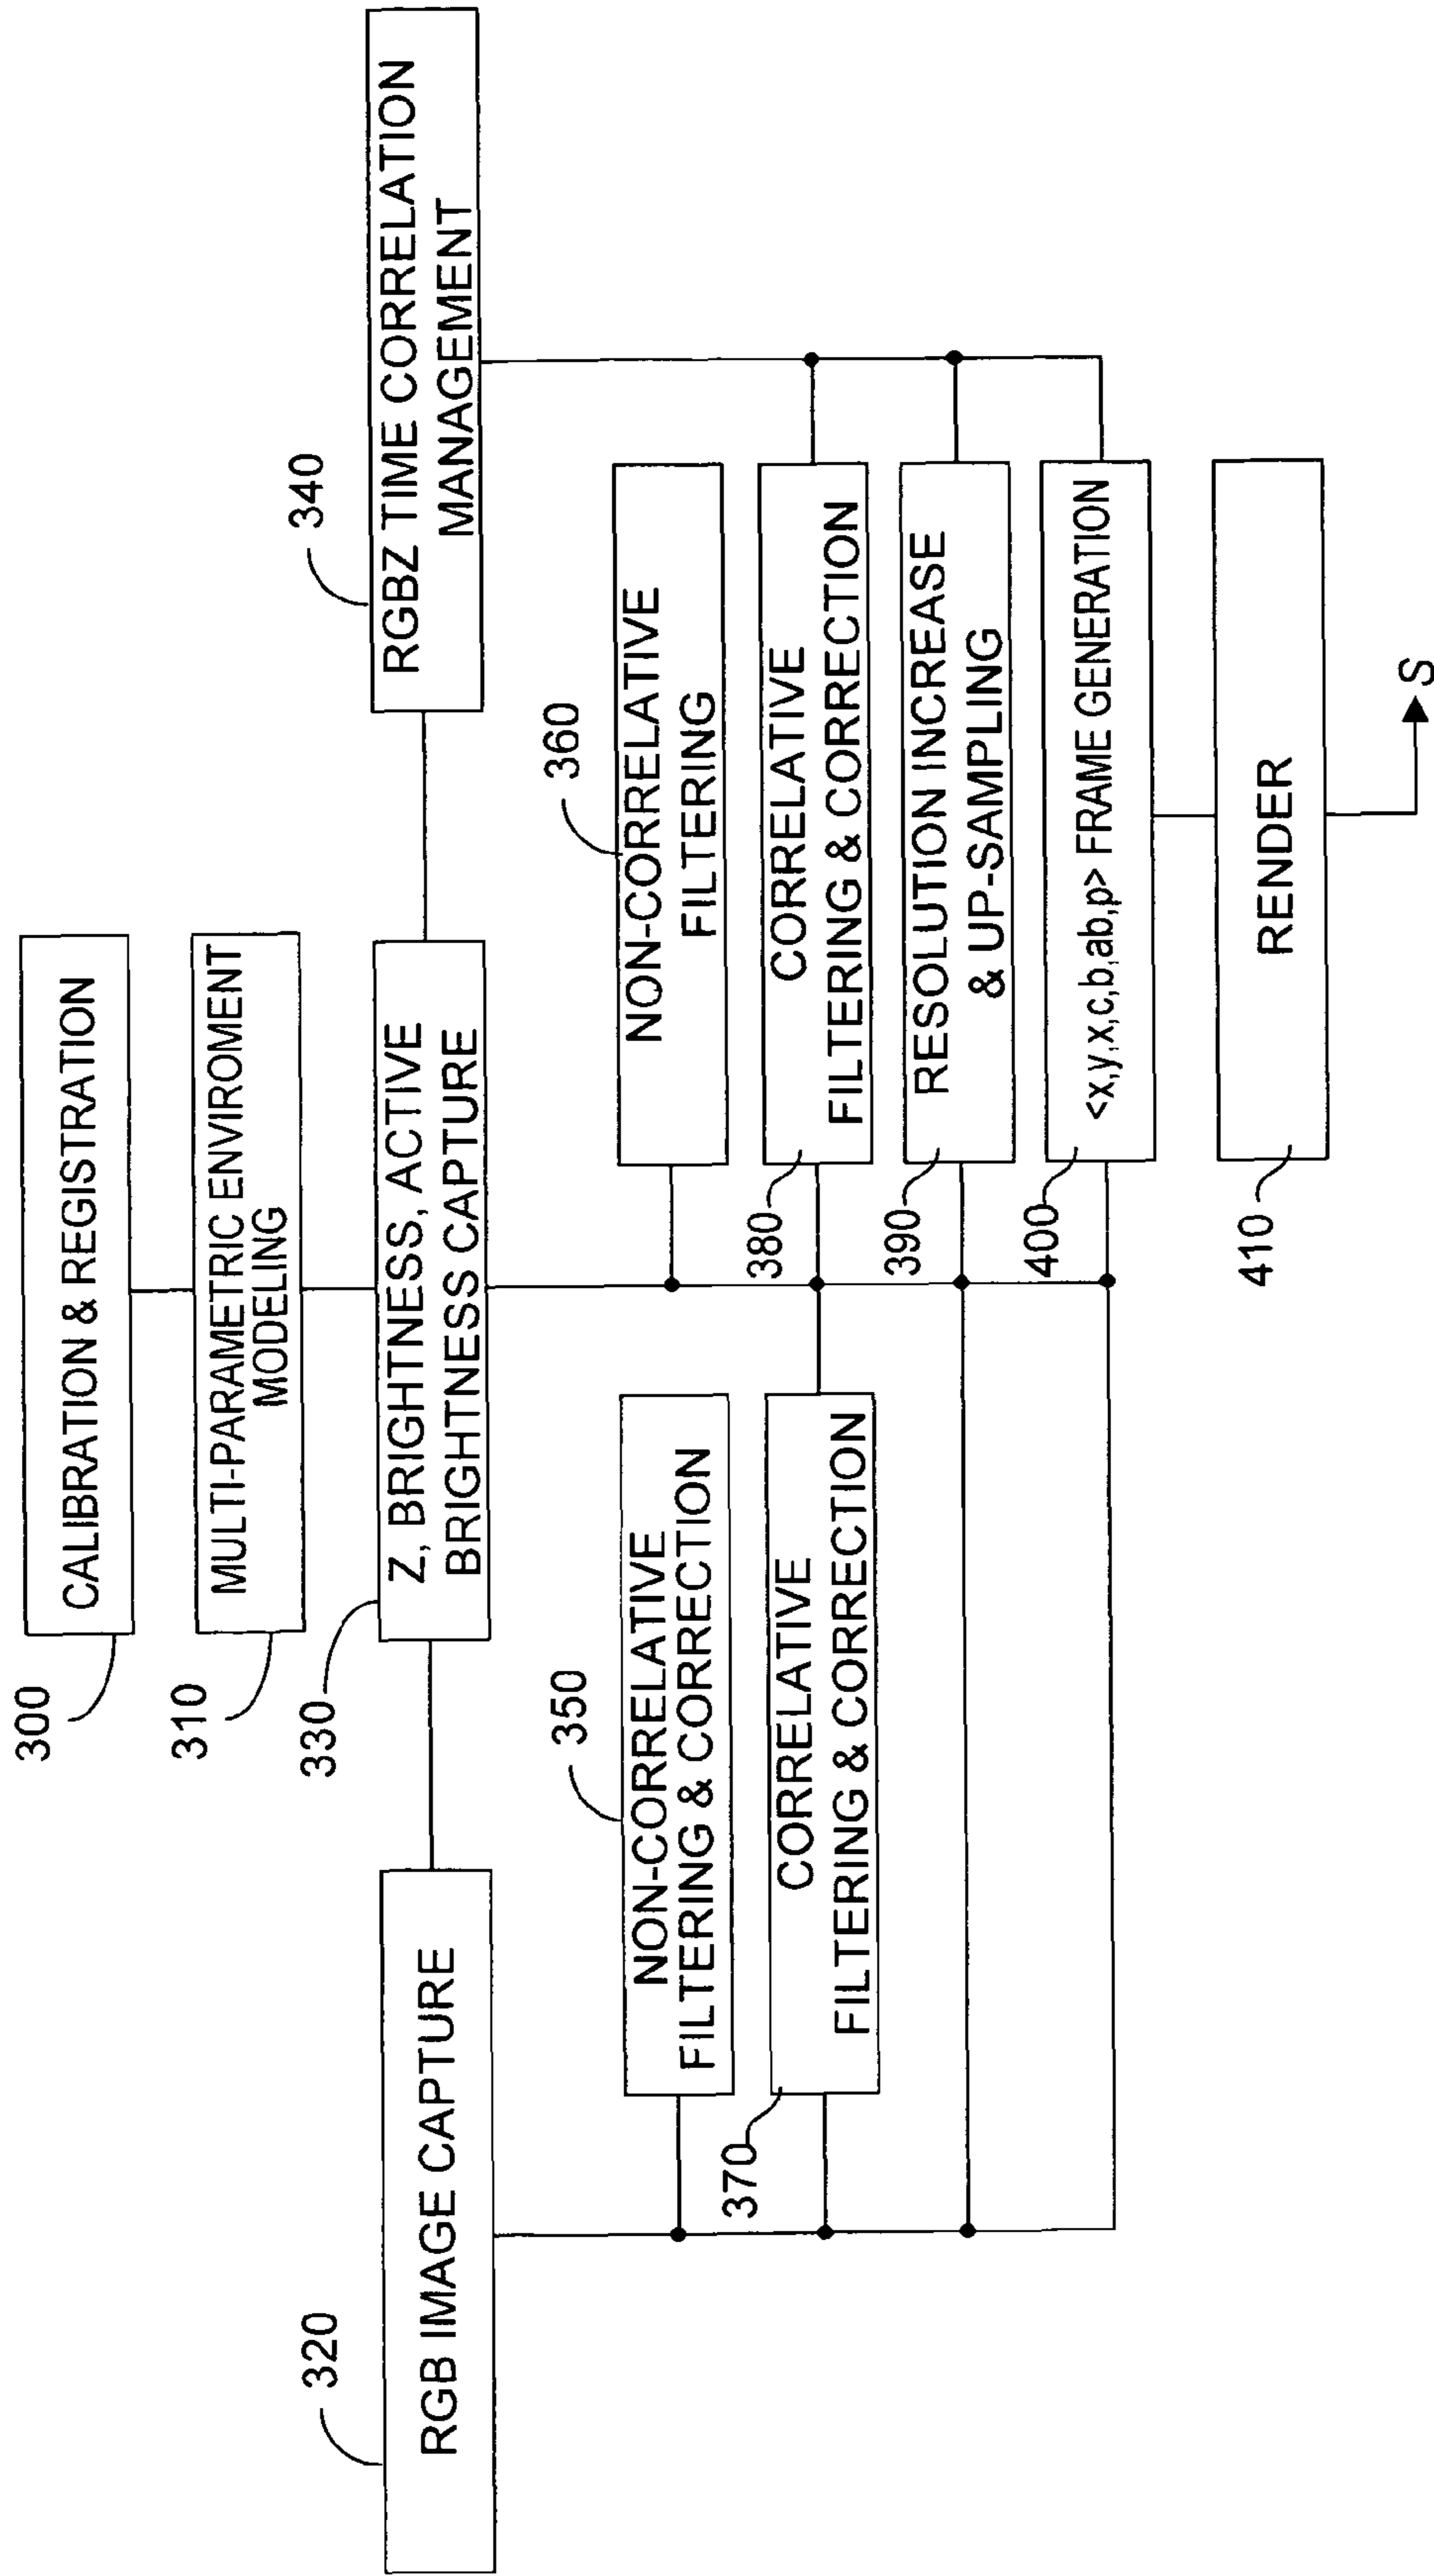 300
CALIBRATION & REGISTRATION
310
MULTI-PARAMETRIC ENVIROMENT
MODELING
320
RGB IMAGE CAPTURE
330
Z, BRIGHTNESS, ACTIVE
BRIGHTNESS CAPTURE
340
RGBZ TIME CORRELATION
MANAGEMENT
350
NON-CORRELATIVE
FILTERING & CORRECTION
360
NON-CORRELATIVE
FILTERING
370
CORRELATIVE
FILTERING & CORRECTION
380
CORRELATIVE
FILTERING & CORRECTION
390
RESOLUTION INCREASE
& UP-SAMPLING
400
<x,y,x,c,b,ab,p> FRAME GENERATION
410
RENDER
S